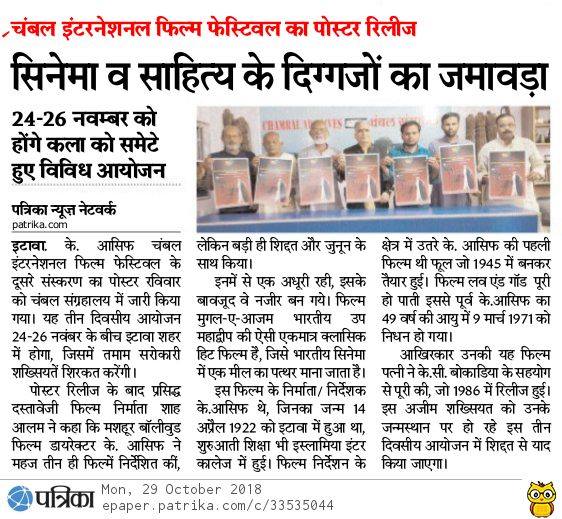 चंबल इंटरनेशनल फिल्म फेस्टिवल का पोस्टर रिलीज
सिनेमा व साहित्य के दिग्गजों का जमावड़ा
24-26 नवम्बर को
होंगे कला को समेटे
हुए विविध आयोजन
पत्रिका न्यूज़ नेटवर्क
patrika.com
इटावा. के. आसिफ चंबल
इंटरनेशनल फिल्म फेस्टिवल के
दूसरे संस्करण का पोस्टर रविवार
को चंबल संग्रहालय में जारी किया
गया। यह तीन दिवसीय आयोजन
24-26 नवंबर के बीच इटावा शहर
में होगा, जिसमें तमाम सरोकारी
शख्सियतें शिरकत करेंगी।
पोस्टर रिलीज के बाद प्रसिद्ध
दस्तावेजी फिल्म निर्माता शाह
आलम ने कहा कि मशहूर बॉलीवुड
फिल्म डायरेक्टर के. आसिफ ने
महज तीन ही फिल्में निर्देशित कीं,
CHAMBAL ARCHIVES
चंबल
लेकिन बड़ी ही शिद्दत और जुनून के
साथ किया।
इनमें से एक अधूरी रही, इसके
बावजूद वे नजीर बन गये। फिल्म
मुगल-ए-आजम भारतीय उप
महाद्वीप की ऐसी एकमात्र क्लासिक
हिट फिल्म है, जिसे भारतीय सिनेमा
में एक मील का पत्थर माना जाता है।
इस फिल्म के निर्माता/ निर्देशक
के.आसिफ थे, जिनका जन्म 14
अप्रैल 1922 को इटावा में हुआ था,
शुरुआती शिक्षा भी इस्लामिया इंटर
कालेज में हुई। फिल्म निर्देशन के
क्षेत्र में उतरे के. आसिफ की पहली
फिल्म थी फूल जो 1945 में बनकर
तैयार हुई। फिल्म लव एंड गॉड पूरी
हो पाती इससे पूर्व के.आसिफ का
49 वर्ष की आयु में 9 मार्च 1971 को
निधन हो गया।
आखिरकार उनकी यह फिल्म
पत्नी ने के.सी. बोकाडिया के सहयोग
से पूरी की, जो 1986 में रिलीज हुई।
इस अजीम शख्सियत को उनके
जन्मस्थान पर हो रहे इस तीन
दिवसीय आयोजन में शिद्दत से याद
किया जाएगा।
पत्रिका
Mon, 29 October 2018
epaper.patrika.com/c/33535044